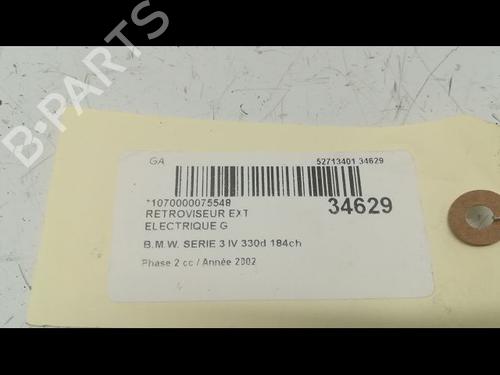 B-PARTS
GA
52713401 34629
*1070000075548
34629
RETROVISEUR EXT
ELECTRIQUE G
B.M.W. SERIE 3 IV 330d 184ch
Phase 2 cc / Année 2002